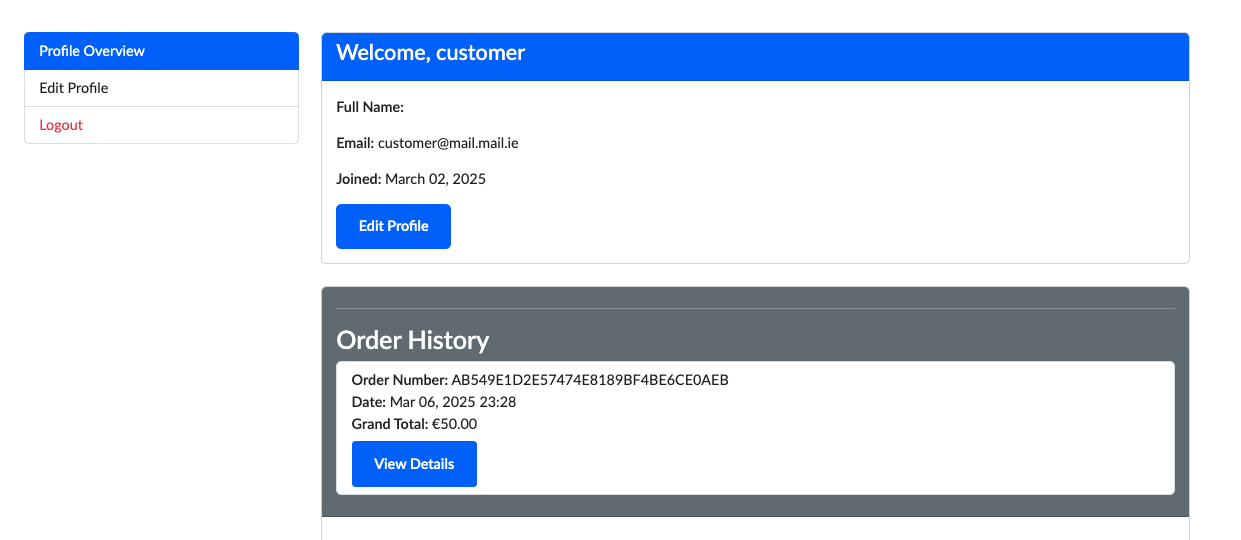 Profile Overview
Edit Profile
Logout
Welcome, customer
Full Name:
Email: customer@mail.mail.ie
Joined: March 02, 2025
Edit Profile
Order History
Order Number: AB549E1D2E57474E8189BF4BE6CE0AEB
Date: Mar 06, 2025 23:28
Grand Total: €50.00
View Details